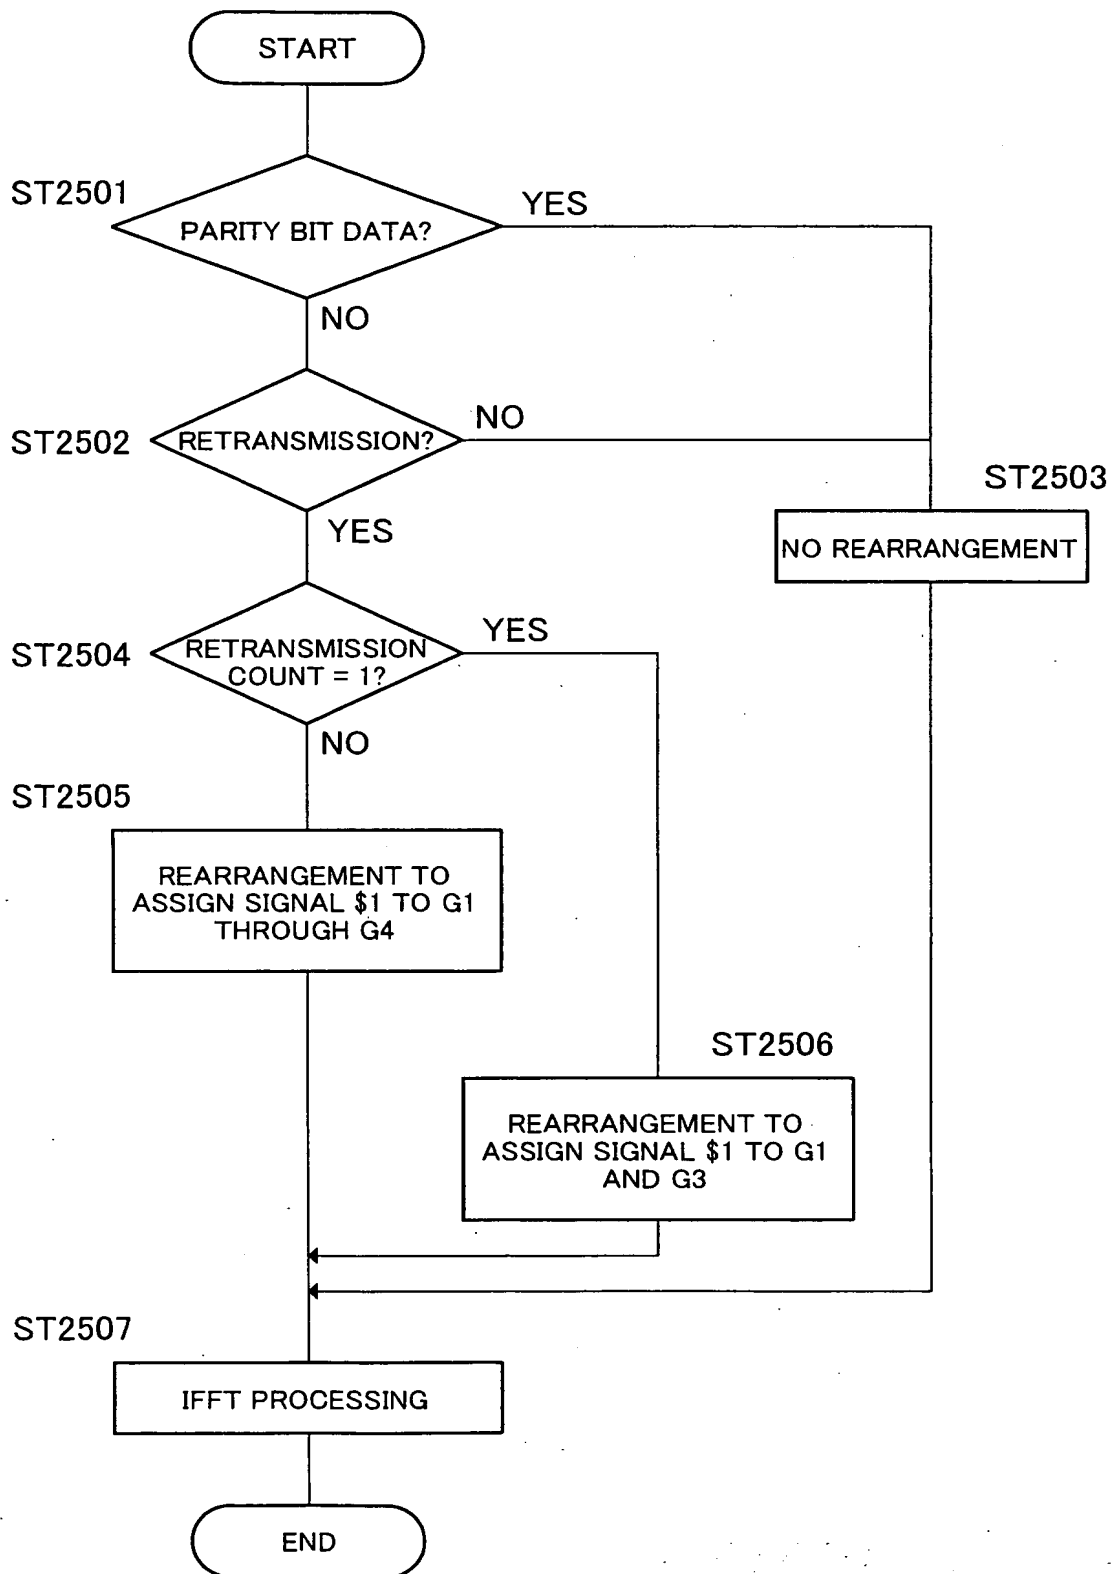 START
ST2501
PARITY BIT DATA?
YES
NO
ST2502
RETRANSMISSION?
NO
YES
ST2503
NO REARRANGEMENT
ST2504
RETRANSMISSION
COUNT = 1?
YES
NO
ST2505
REARRANGEMENT TO
ASSIGN SIGNAL $1 TO G1
THROUGH G4
ST2506
REARRANGEMENT TO
ASSIGN SIGNAL $1 TO G1
AND G3
ST2507
IFFT PROCESSING
END